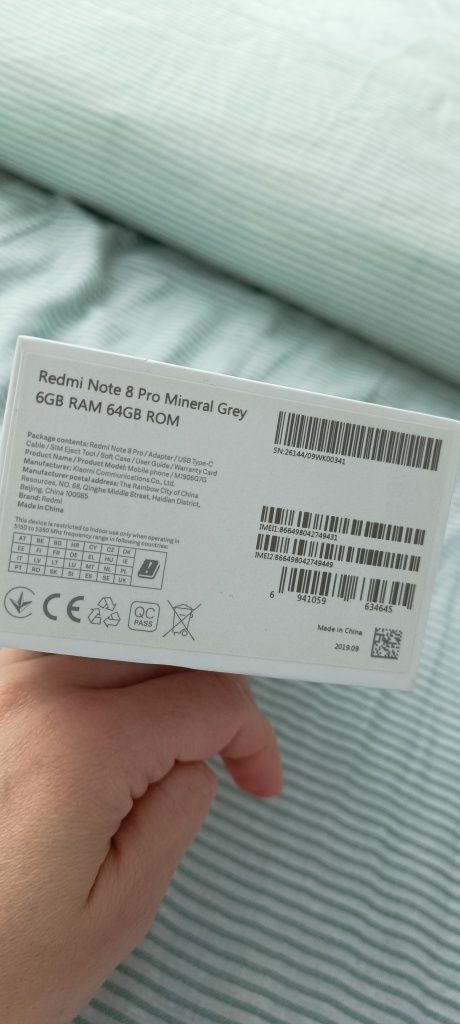 Redmi Note 8 Pro Mineral Grey
6GB RAM 64GB ROM
Package contents: Redmi Note 8 Pro / Adapter / USB Type-C
Cable / SIM Eject Tool / Soft Case / User Guide / Warranty Card
Product Name / Product Model: Mobile phone / M1906G7G
Manufacturer: Xiaomi Communications Co., Ltd.
Manufacturer postal address: The Rainbow City of China
Resources, NO. 68, Qinghe Middle Street, Haidian District,
Beijing, China 100085
Brand: Redmi
Made in China
This device is restricted to indoor use only when operating in
5150 to 5350 MHz frequency range in following countries:
AT BE BG HR CY CZ DK
EE FI FR DE EL HU IE
IT LV LT LU MT NL PL
PT RO SK SI ES SE UK
CE
QC
PASS
SN:26144/09WK00341
IMEI1:866498042749431
IMEI2:866498042749449
6 941059 634645
Made in China
2019.09